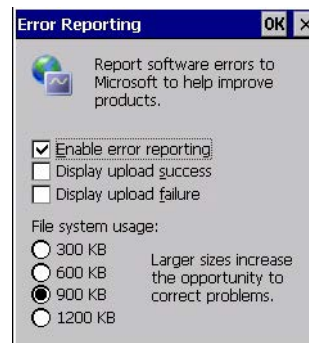 Error Reporting OK ×
Report software errors to
Microsoft to help improve
products.
Enable error reporting
Display upload success
Display upload failure
File system usage:
300 KB
600 KB
900 KB
1200 KB
Larger sizes increase
the opportunity to
correct problems.